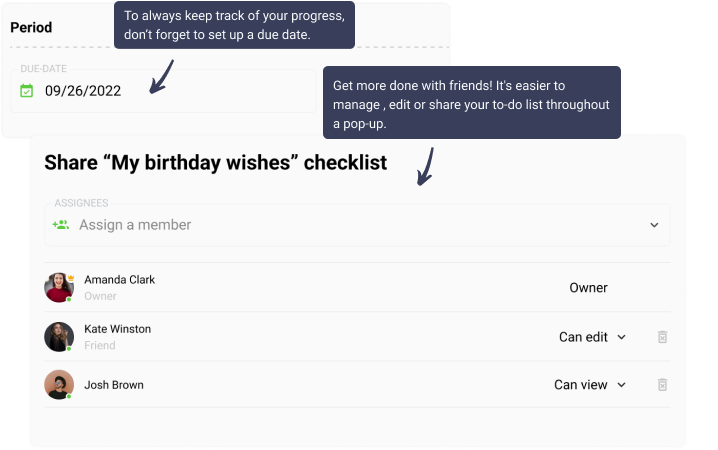 Period
To always keep track of your progress,
don't forget to set up a due date.
DUE-DATE
09/26/2022
Get more done with friends! It's easier to
manage , edit or share your to-do list throughout
a pop-up.
Share “My birthday wishes” checklist
ASSIGNEES
Assign a member
Amanda Clark
Owner
Owner
Kate Winston
Friend
Can edit
Josh Brown
Can view